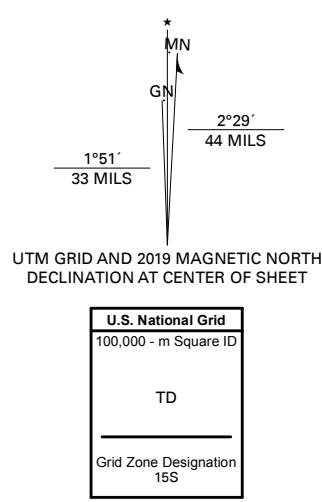 ★
MN
GN
2°29´
44 MILS
1°51´
33 MILS
UTM GRID AND 2019 MAGNETIC NORTH
DECLINATION AT CENTER OF SHEET
U.S. National Grid
100,000 - m Square ID
TD
Grid Zone Designation
15S